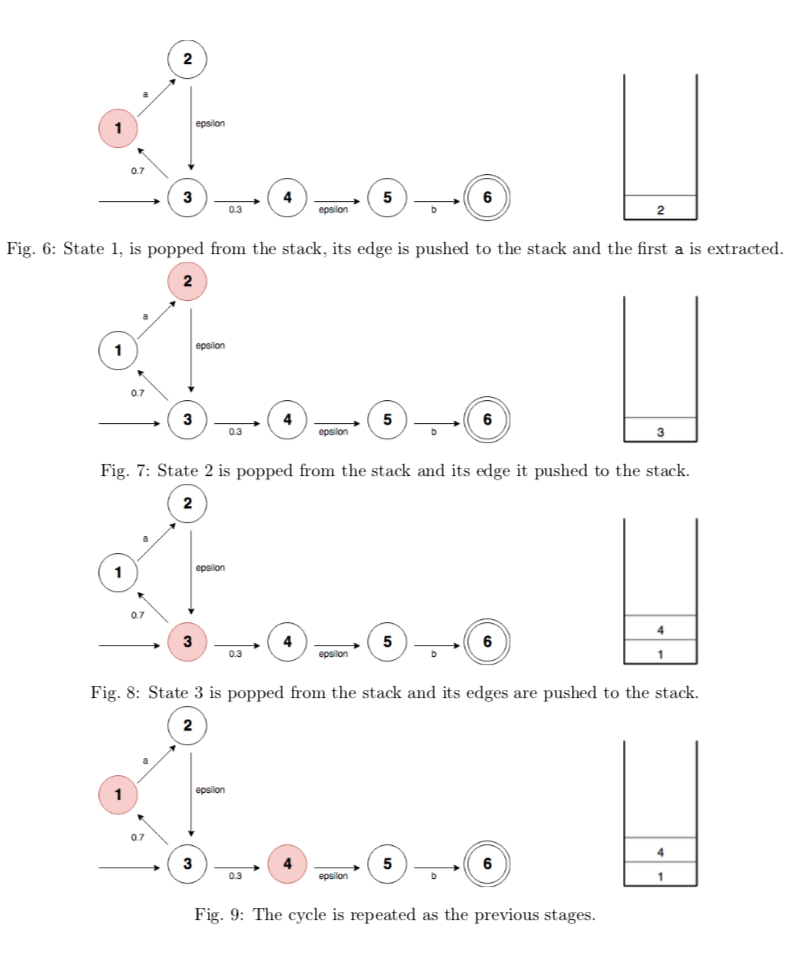 2
a
1
epsilon
0.7
3 4 5 6
0.3 epsilon b
2
Fig. 6: State 1, is popped from the stack, its edge is pushed to the stack and the first a is extracted.
2
a
epsilon
1
0.7
3 4 5 6
0.3 epsilon b
3
Fig. 7: State 2 is popped from the stack and its edge it pushed to the stack.
2
a
epsilon
1
0.7
3 4 5 6
0.3 epsilon b
4
1
Fig. 8: State 3 is popped from the stack and its edges are pushed to the stack.
2
a
epsilon
1
0.7
3 4 5 6
0.3 epsilon b
4
1
Fig. 9: The cycle is repeated as the previous stages.